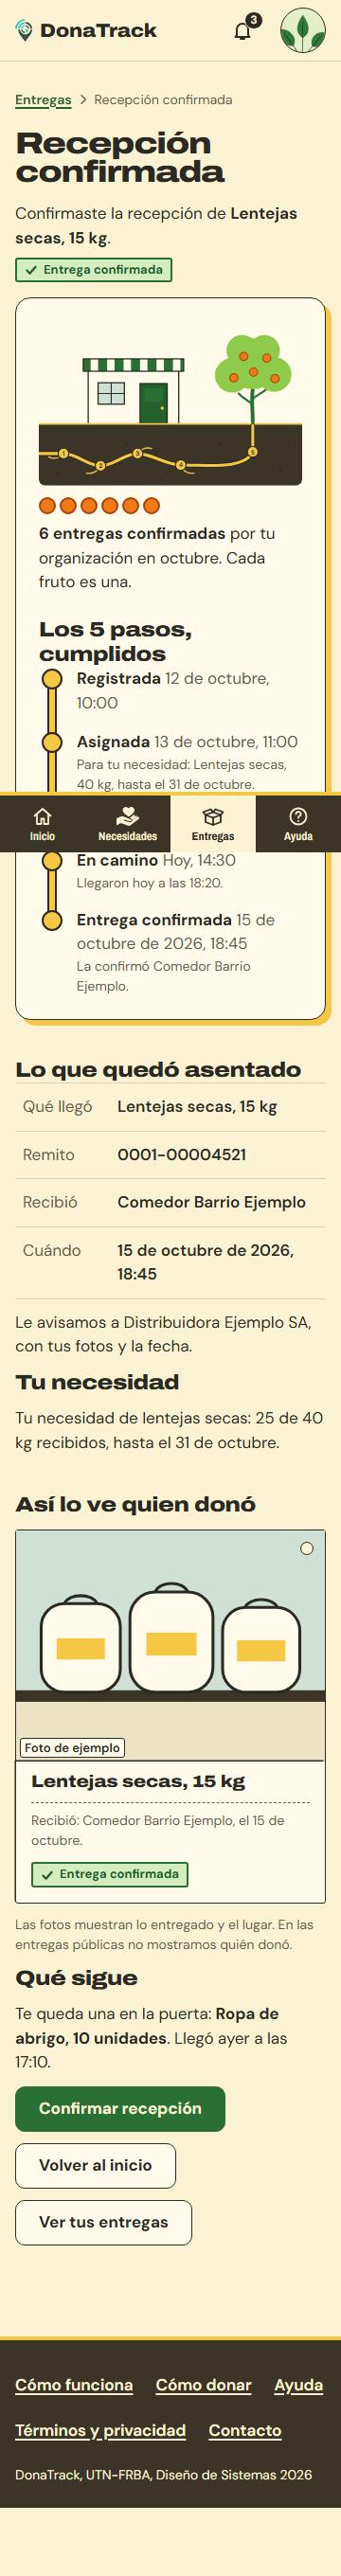 DonaTrack
3
Entregas > Recepción confirmada
Recepción
confirmada
Confirmaste la recepción de Lentejas
secas, 15 kg.
Entrega confirmada
1
2
3
4
5
6 entregas confirmadas por tu
organización en octubre. Cada
fruto es una.
Los 5 pasos,
cumplidos
Registrada 12 de octubre,
10:00
Asignada 13 de octubre, 11:00
Para tu necesidad: Lentejas secas,
40 kg, hasta el 31 de octubre.
Inicio
Necesidades
Entregas
Ayuda
En camino Hoy, 14:30
Llegaron hoy a las 18:20.
Entrega confirmada 15 de
octubre de 2026, 18:45
La confirmó Comedor Barrio
Ejemplo.
Lo que quedó asentado
Qué llegó Lentejas secas, 15 kg
Remito 0001-00004521
Recibió Comedor Barrio Ejemplo
Cuándo 15 de octubre de 2026,
18:45
Le avisamos a Distribuidora Ejemplo SA,
con tus fotos y la fecha.
Tu necesidad
Tu necesidad de lentejas secas: 25 de 40
kg recibidos, hasta el 31 de octubre.
Así lo ve quien donó
Foto de ejemplo
Lentejas secas, 15 kg
Recibió: Comedor Barrio Ejemplo, el 15 de
octubre.
Entrega confirmada
Las fotos muestran lo entregado y el lugar. En las
entregas públicas no mostramos quién donó.
Qué sigue
Te queda una en la puerta: Ropa de
abrigo, 10 unidades. Llegó ayer a las
17:10.
Confirmar recepción
Volver al inicio
Ver tus entregas
Cómo funciona Cómo donar Ayuda
Términos y privacidad Contacto
DonaTrack, UTN-FRBA, Diseño de Sistemas 2026